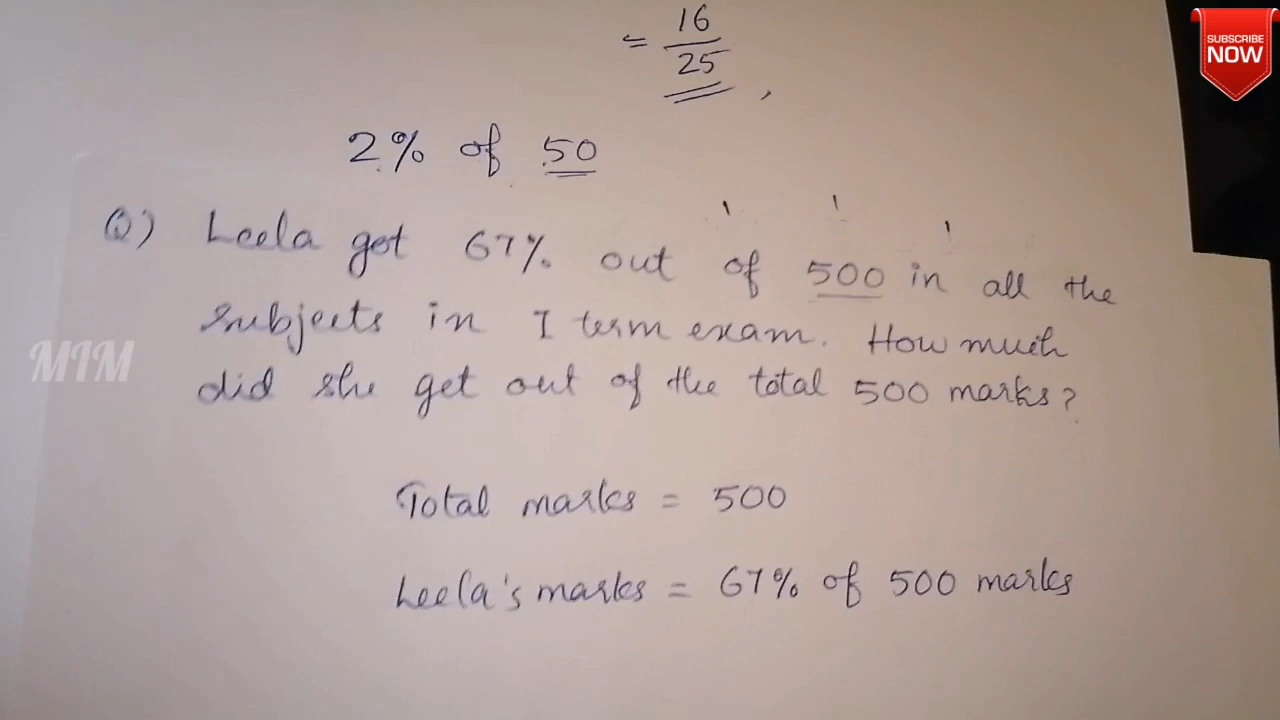 = 16/25 ,
SUBSCRIBE
NOW
2% of 50
Q) Leela got 67% out of 500 in all the
subjects in I term exam. How much
did she get out of the total 500 marks?
MIM
Total marks = 500
Leela's marks = 67% of 500 marks